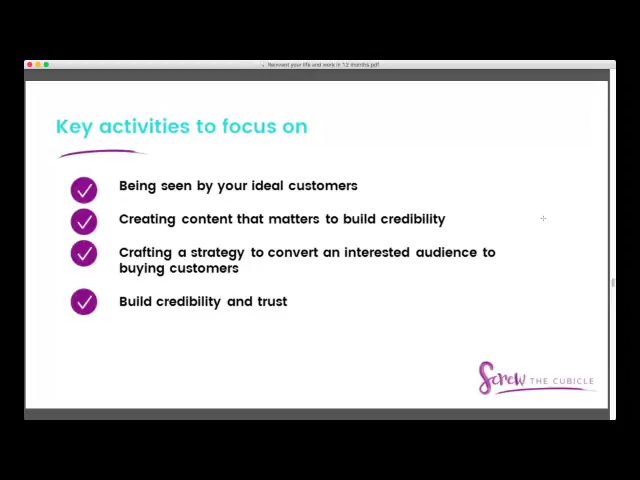 Reinvent your life and work in 12 months.pdf
Key activities to focus on
Being seen by your ideal customers
Creating content that matters to build credibility
Crafting a strategy to convert an interested audience to
buying customers
Build credibility and trust
Screw THE CUBICLE